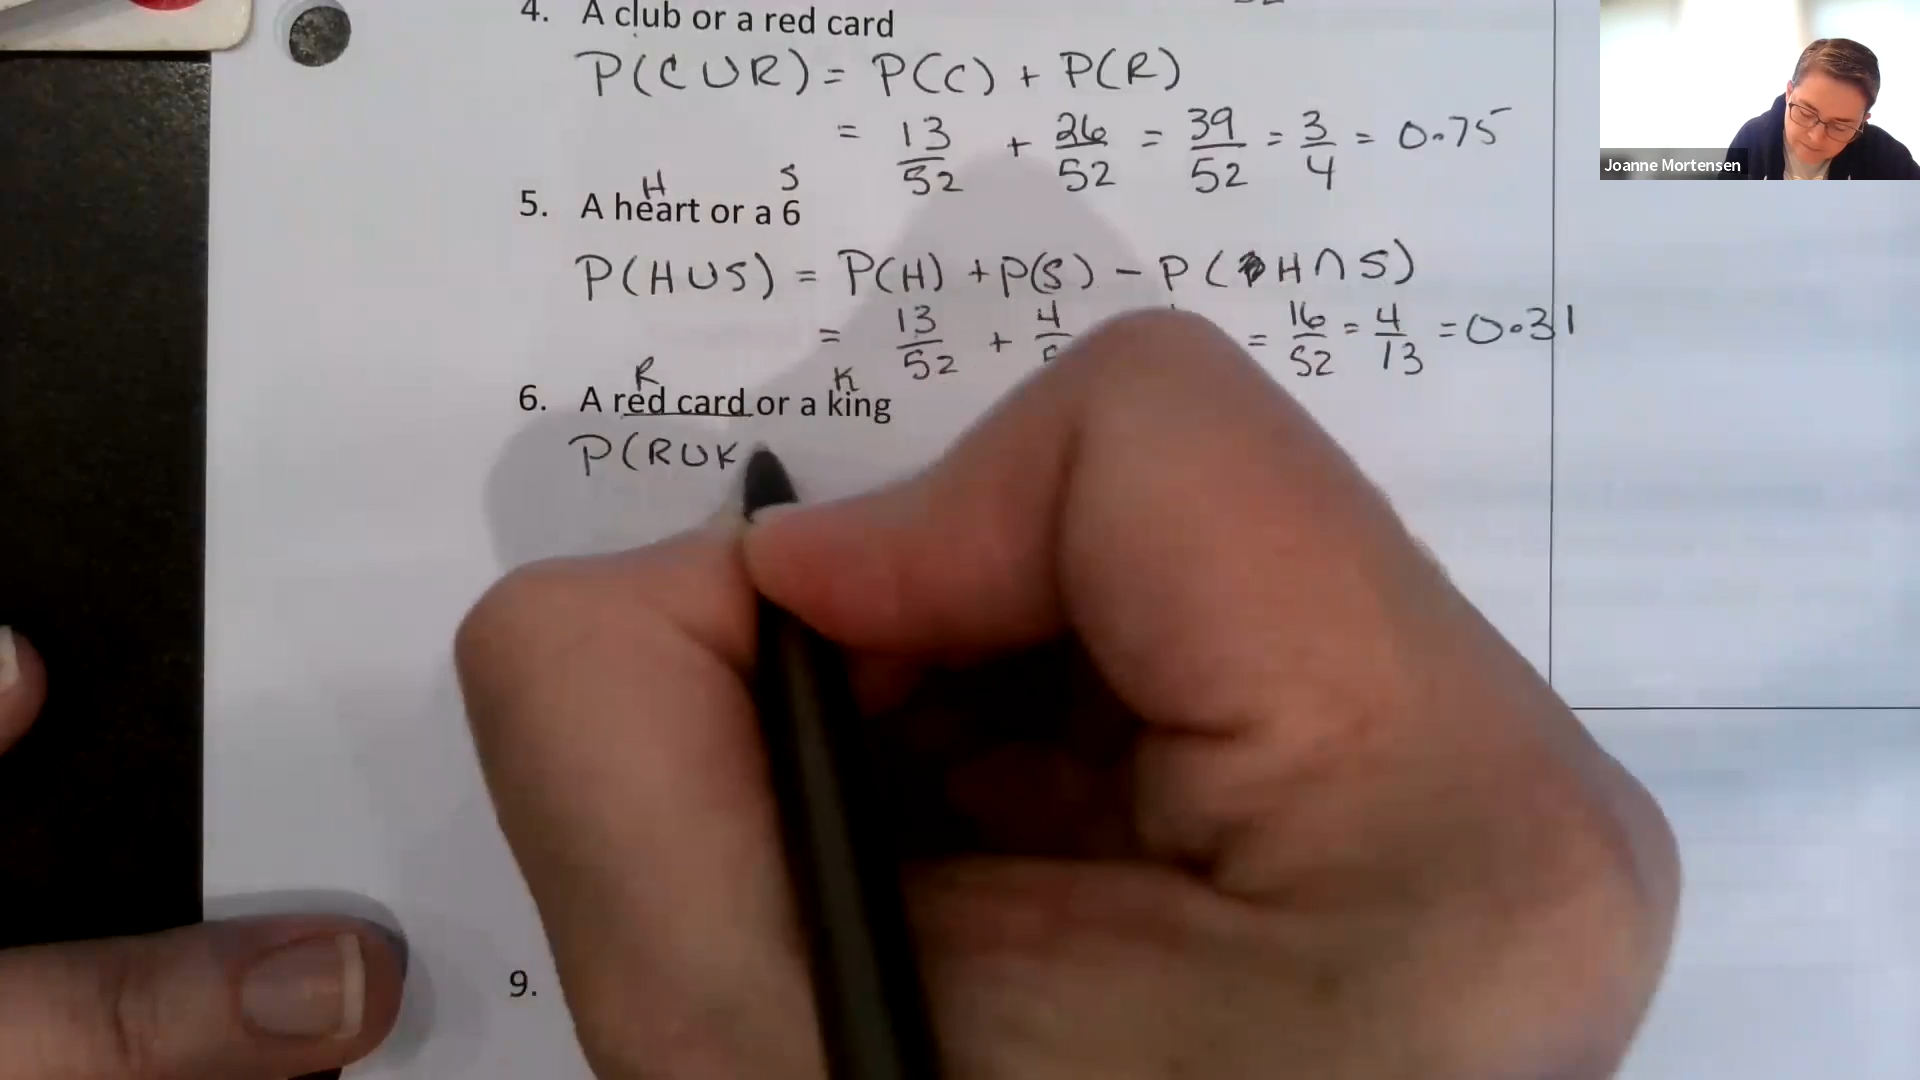 4. A club or a red card
P(C∪R) = P(C) + P(R)
= 13/52 + 26/52 = 39/52 = 3/4 = 0.75
H S
5. A heart or a 6
P(H∪S) = P(H) + P(S) - P(H∩S)
= 13/52 + 4/ = 16/52 = 4/13 = 0.31
R K
6. A red card or a king
P(R∪K
9.
Joanne Mortensen